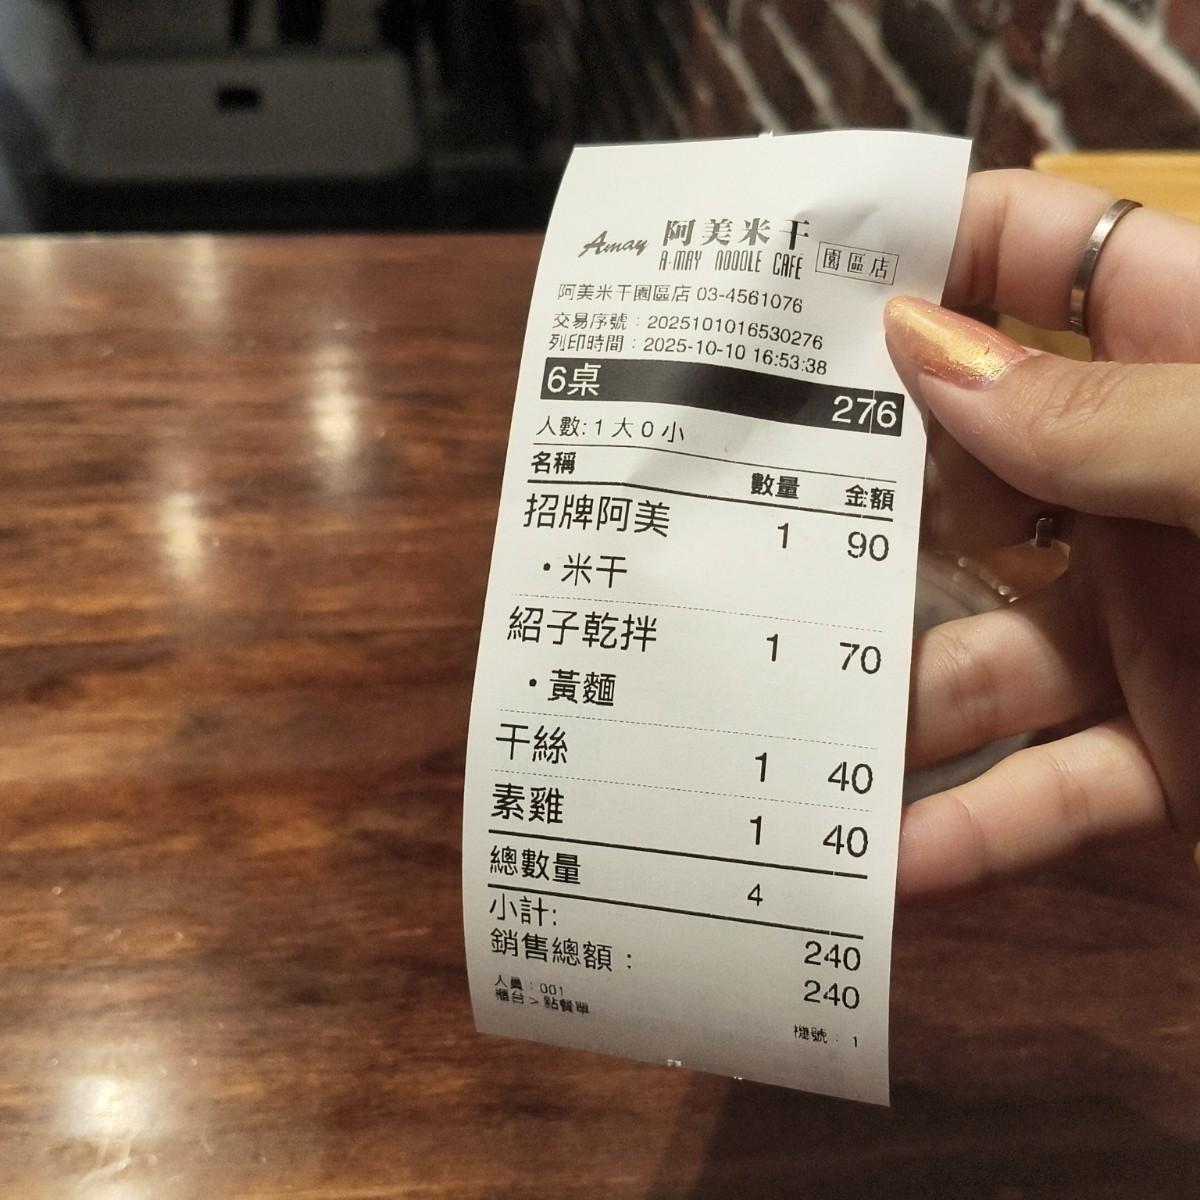 Amay 阿美米干
A-MAY NOODLE CAFE 園區店
阿美米干園區店 03-4561076
交易序號：2025101016530276
列印時間：2025-10-10 16:53:38
6桌 276
人數: 1 大 0 小
名稱 數量 金額
招牌阿美 1 90
・米干
紹子乾拌 1 70
・黃麵
干絲 1 40
素雞 1 40
總數量 4
小計: 240
銷售總額： 240
人員：001
櫃台＞點餐單
機號：1